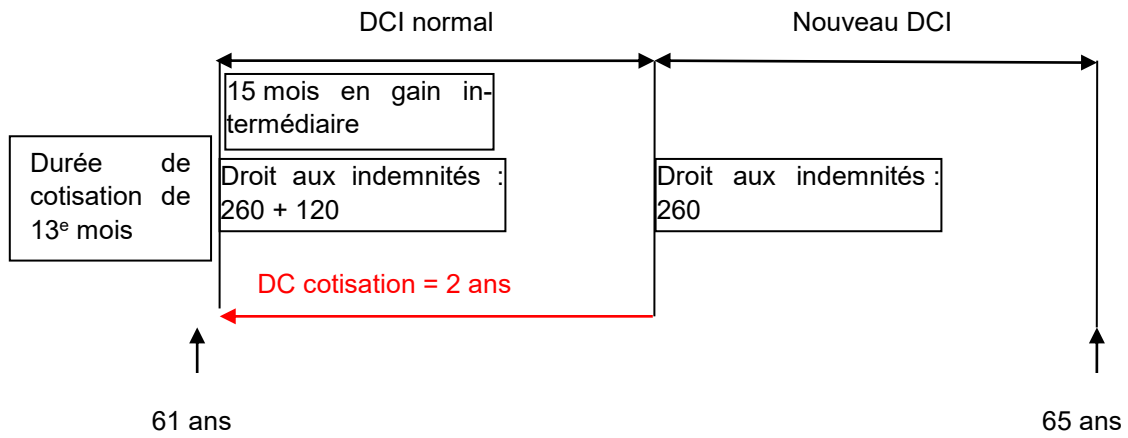 DCI normal
Nouveau DCI
15 mois en gain in-
termédiaire
Durée de
cotisation de
13e mois
Droit aux indemnités :
260 + 120
Droit aux indemnités :
260
DC cotisation = 2 ans
61 ans
65 ans